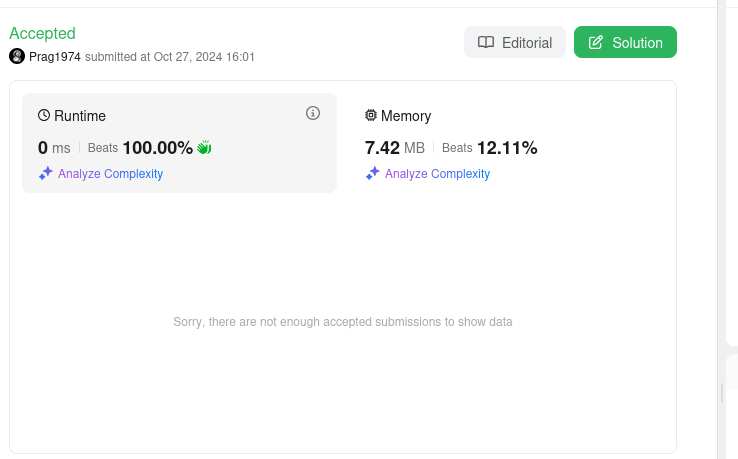 Accepted
Prag1974 submitted at Oct 27, 2024 16:01
Editorial
Solution
Runtime
0 ms | Beats 100.00%
Analyze Complexity
Memory
7.42 MB | Beats 12.11%
Analyze Complexity
Sorry, there are not enough accepted submissions to show data